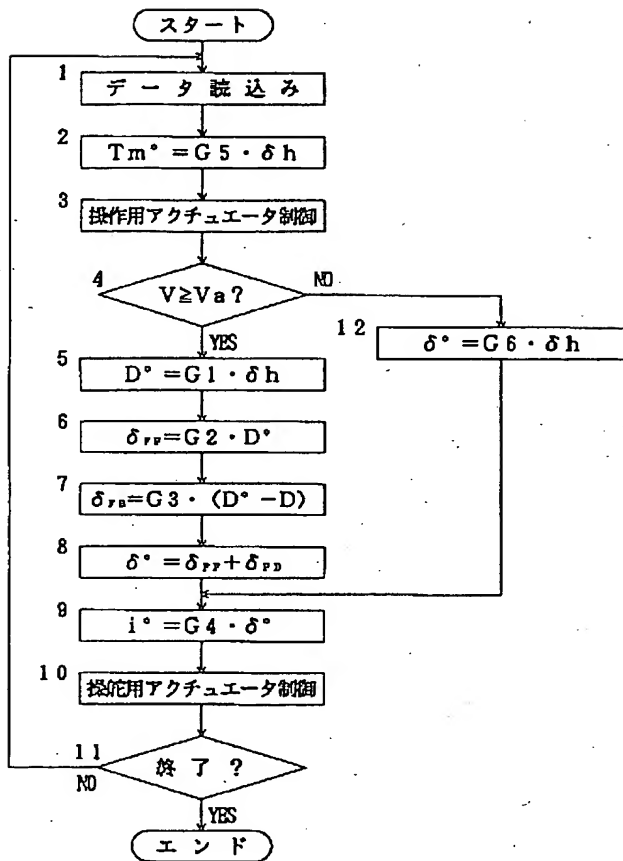 スタート
1
データ読込み
2
Tm°=G5・δh
3
操作用アクチュエータ制御
4
V≧Va?
NO
YES
12
δ°=G6・δh
5
D°=G1・δh
6
δFF=G2・D°
7
δFB=G3・(D°-D)
8
δ°=δFF+δFB
9
i°=G4・δ°
10
操舵用アクチュエータ制御
11
終了?
NO
YES
エンド